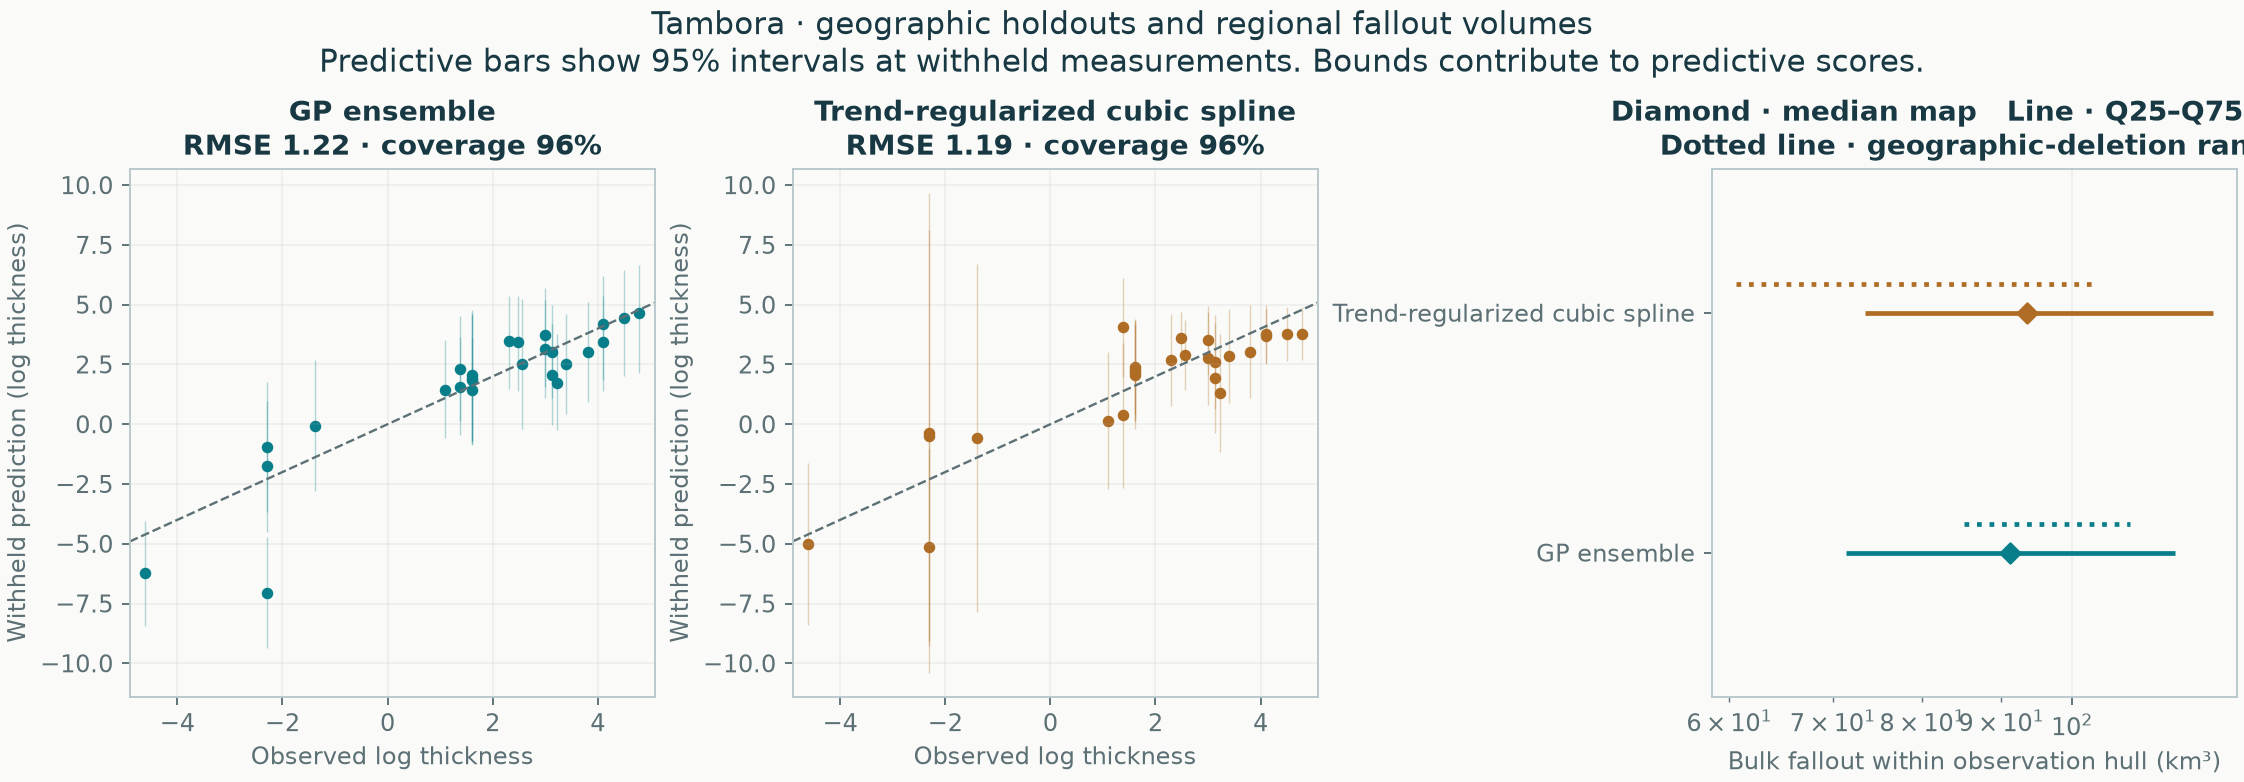 Tambora · geographic holdouts and regional fallout volumes
Predictive bars show 95% intervals at withheld measurements. Bounds contribute to predictive scores.
GP ensemble
RMSE 1.22 · coverage 96%
Withheld prediction (log thickness)
10.0
7.5
5.0
2.5
0.0
−2.5
−5.0
−7.5
−10.0
−4 −2 0 2 4
Observed log thickness
Trend-regularized cubic spline
RMSE 1.19 · coverage 96%
Withheld prediction (log thickness)
10.0
7.5
5.0
2.5
0.0
−2.5
−5.0
−7.5
−10.0
−4 −2 0 2 4
Observed log thickness
Diamond · median map   Line · Q25–Q75
Dotted line · geographic-deletion ran
Trend-regularized cubic spline
GP ensemble
6 × 10¹ 7 × 10¹ 8 × 10¹ 9 × 10¹ 10²
Bulk fallout within observation hull (km³)